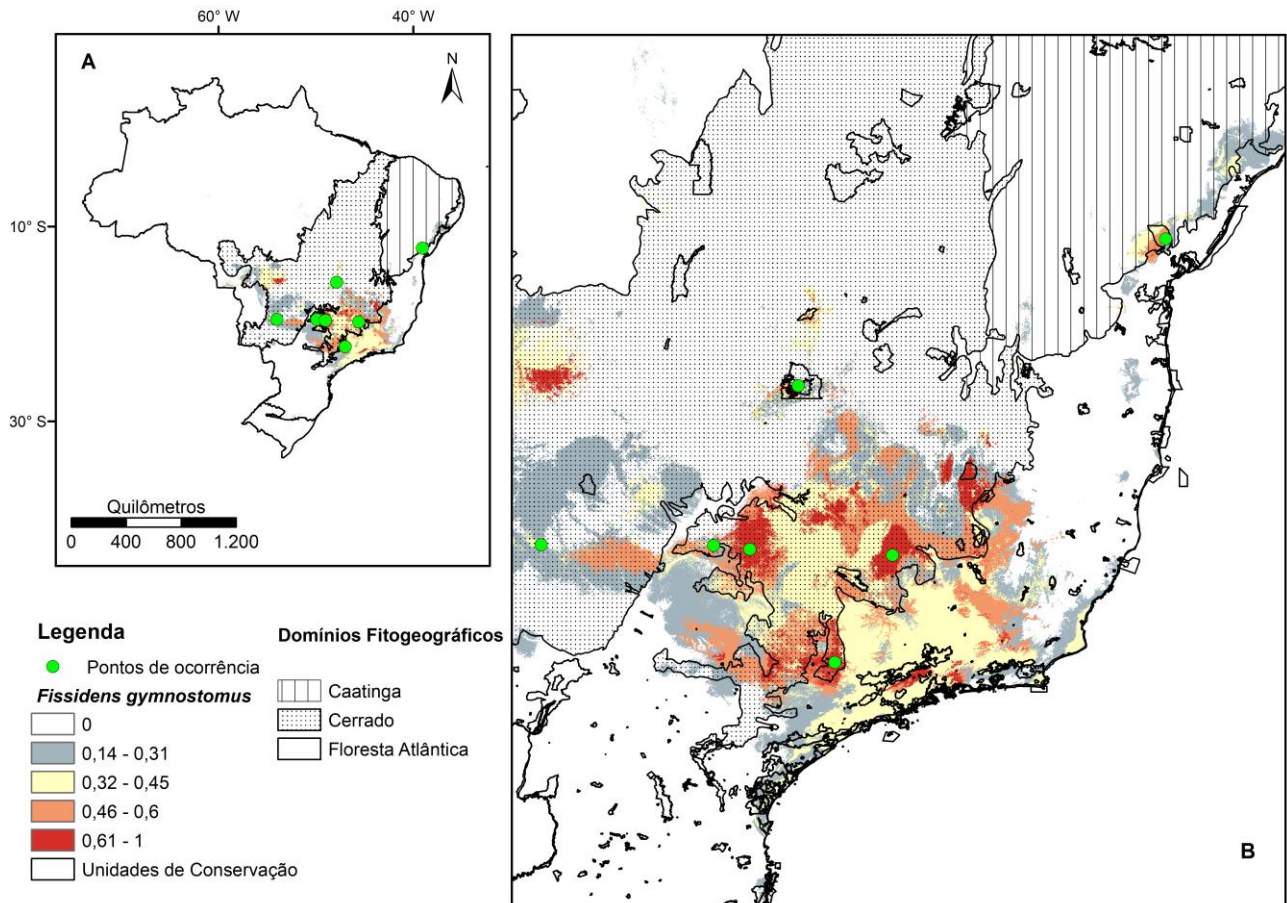 60° W
40° W
A
N
10° S
30° S
Quilômetros
0 400 800 1.200
Legenda
Pontos de ocorrência
Fissidens gymnostomus
0
0,14 - 0,31
0,32 - 0,45
0,46 - 0,6
0,61 - 1
Unidades de Conservação
Domínios Fitogeográficos
Caatinga
Cerrado
Floresta Atlântica
B